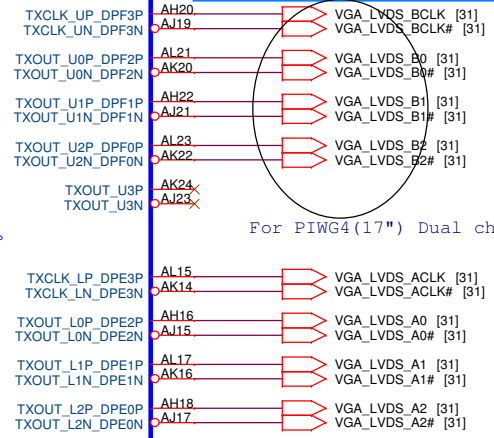 TXCLK_UP_DPF3P AH20 VGA_LVDS_BCLK [31]
TXCLK_UN_DPF3N AJ19 VGA_LVDS_BCLK# [31]
TXOUT_U0P_DPF2P AL21 VGA_LVDS_B0 [31]
TXOUT_U0N_DPF2N AK20 VGA_LVDS_B0# [31]
TXOUT_U1P_DPF1P AH22 VGA_LVDS_B1 [31]
TXOUT_U1N_DPF1N AJ21 VGA_LVDS_B1# [31]
TXOUT_U2P_DPF0P AL23 VGA_LVDS_B2 [31]
TXOUT_U2N_DPF0N AK22 VGA_LVDS_B2# [31]
TXOUT_U3P AK24
TXOUT_U3N AJ23
For PIWG4(17") Dual ch
TXCLK_LP_DPE3P AL15 VGA_LVDS_ACLK [31]
TXCLK_LN_DPE3N AK14 VGA_LVDS_ACLK# [31]
TXOUT_L0P_DPE2P AH16 VGA_LVDS_A0 [31]
TXOUT_L0N_DPE2N AJ15 VGA_LVDS_A0# [31]
TXOUT_L1P_DPE1P AL17 VGA_LVDS_A1 [31]
TXOUT_L1N_DPE1N AK16 VGA_LVDS_A1# [31]
TXOUT_L2P_DPE0P AH18 VGA_LVDS_A2 [31]
TXOUT_L2N_DPE0N AJ17 VGA_LVDS_A2# [31]